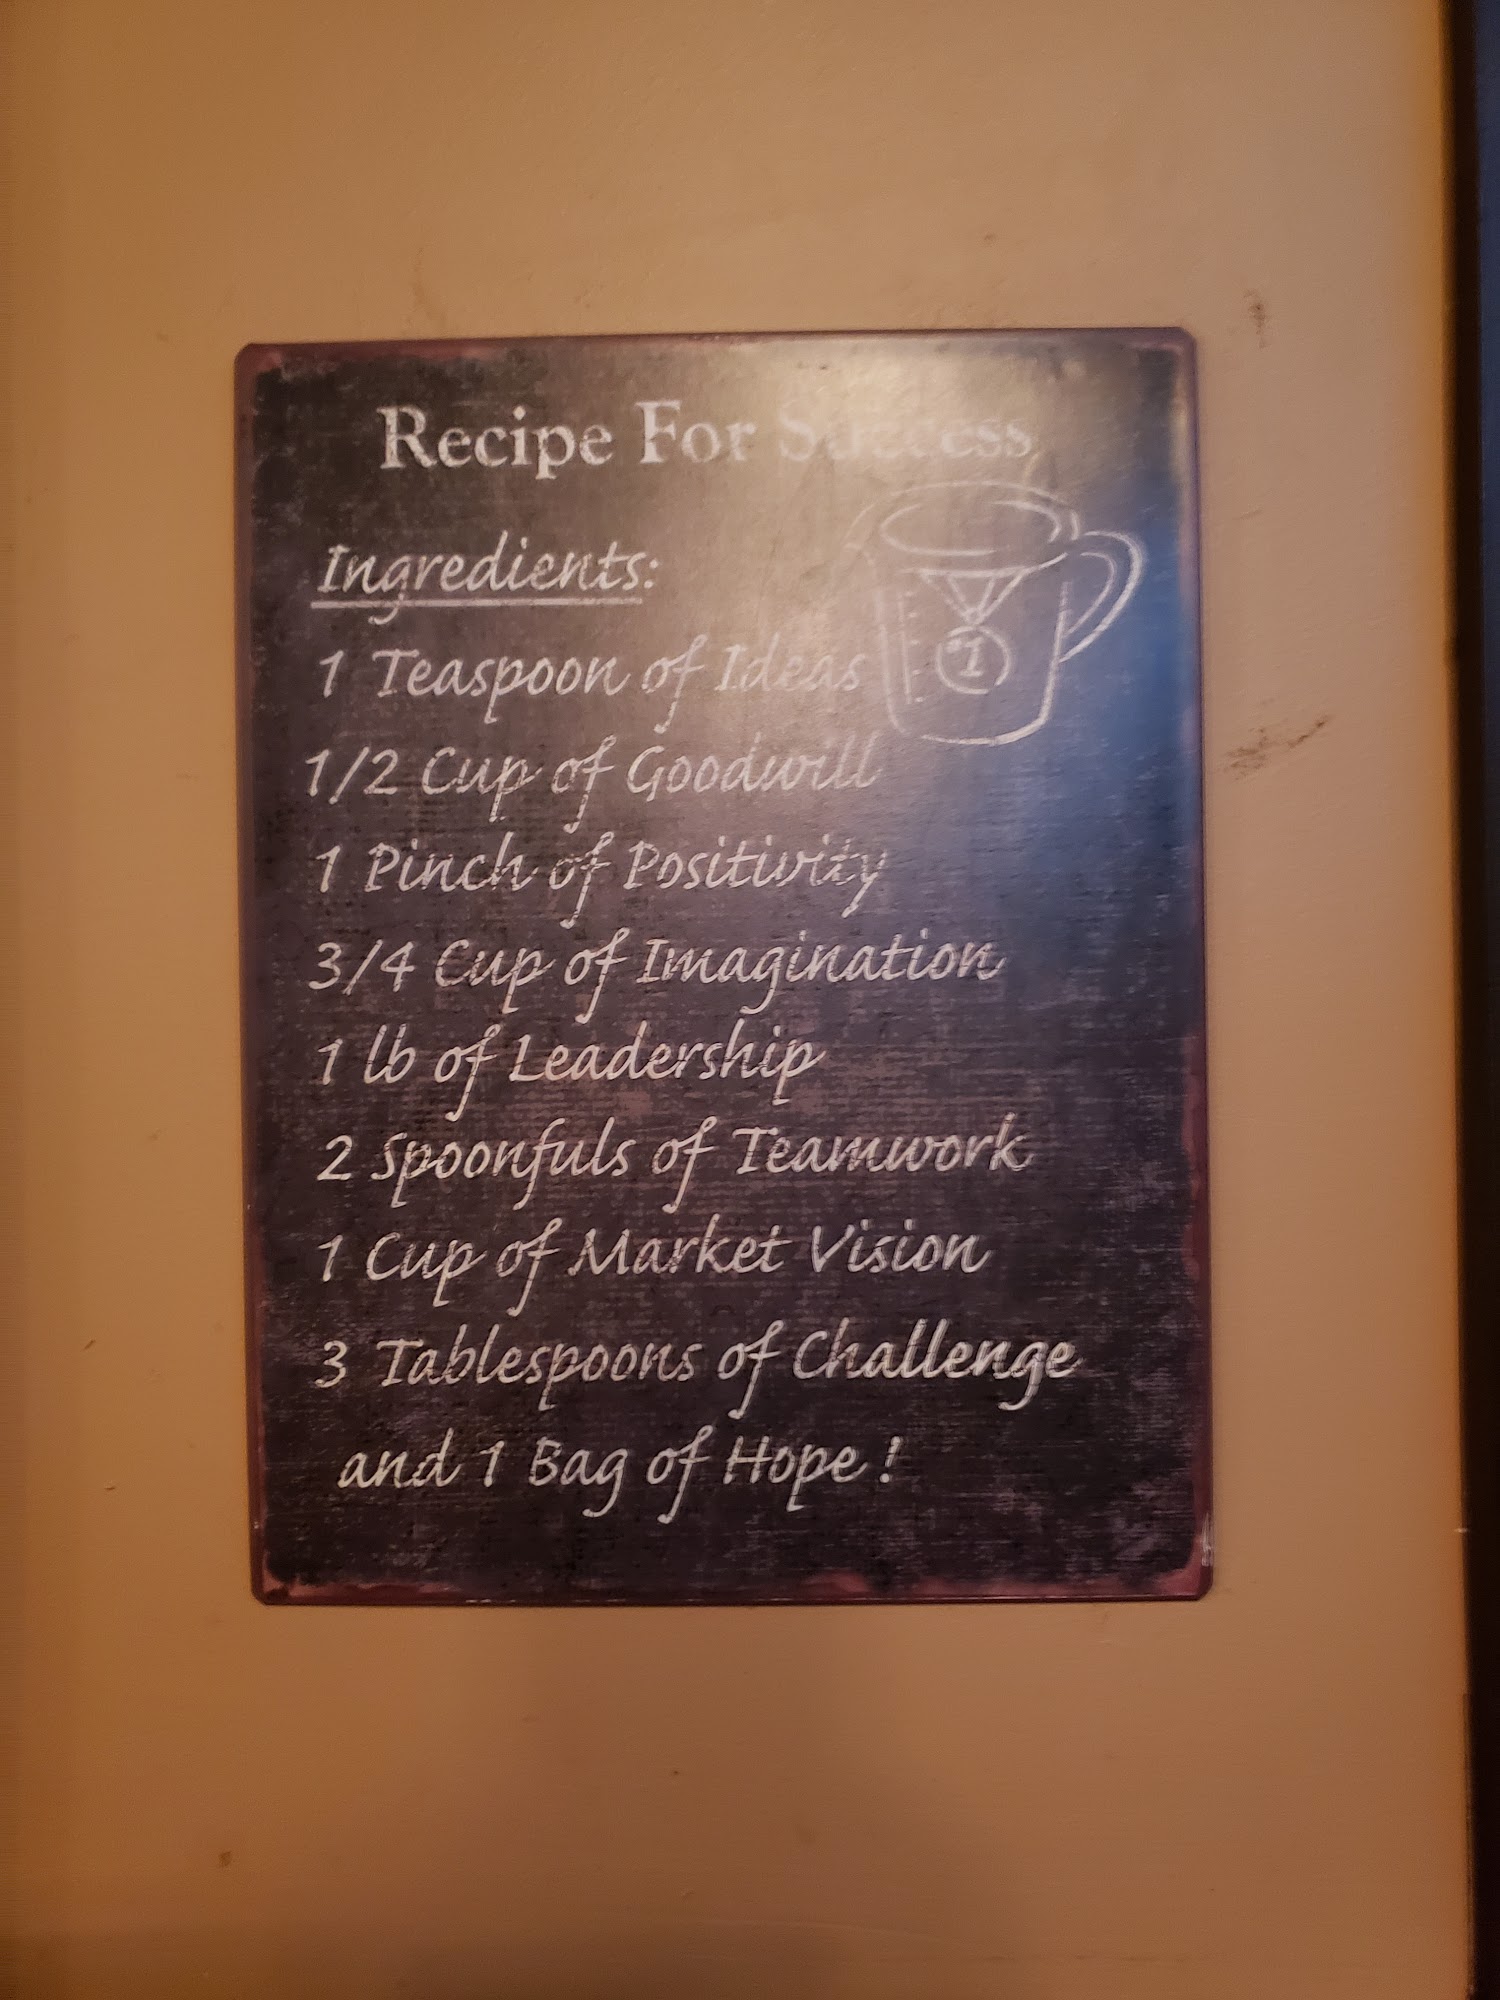 Recipe For Success
Ingredients:
1 Teaspoon of Ideas
#1
1/2 Cup of Goodwill
1 Pinch of Positivity
3/4 Cup of Imagination
1 lb of Leadership
2 Spoonfuls of Teamwork
1 Cup of Market Vision
3 Tablespoons of Challenge
and 1 Bag of Hope !